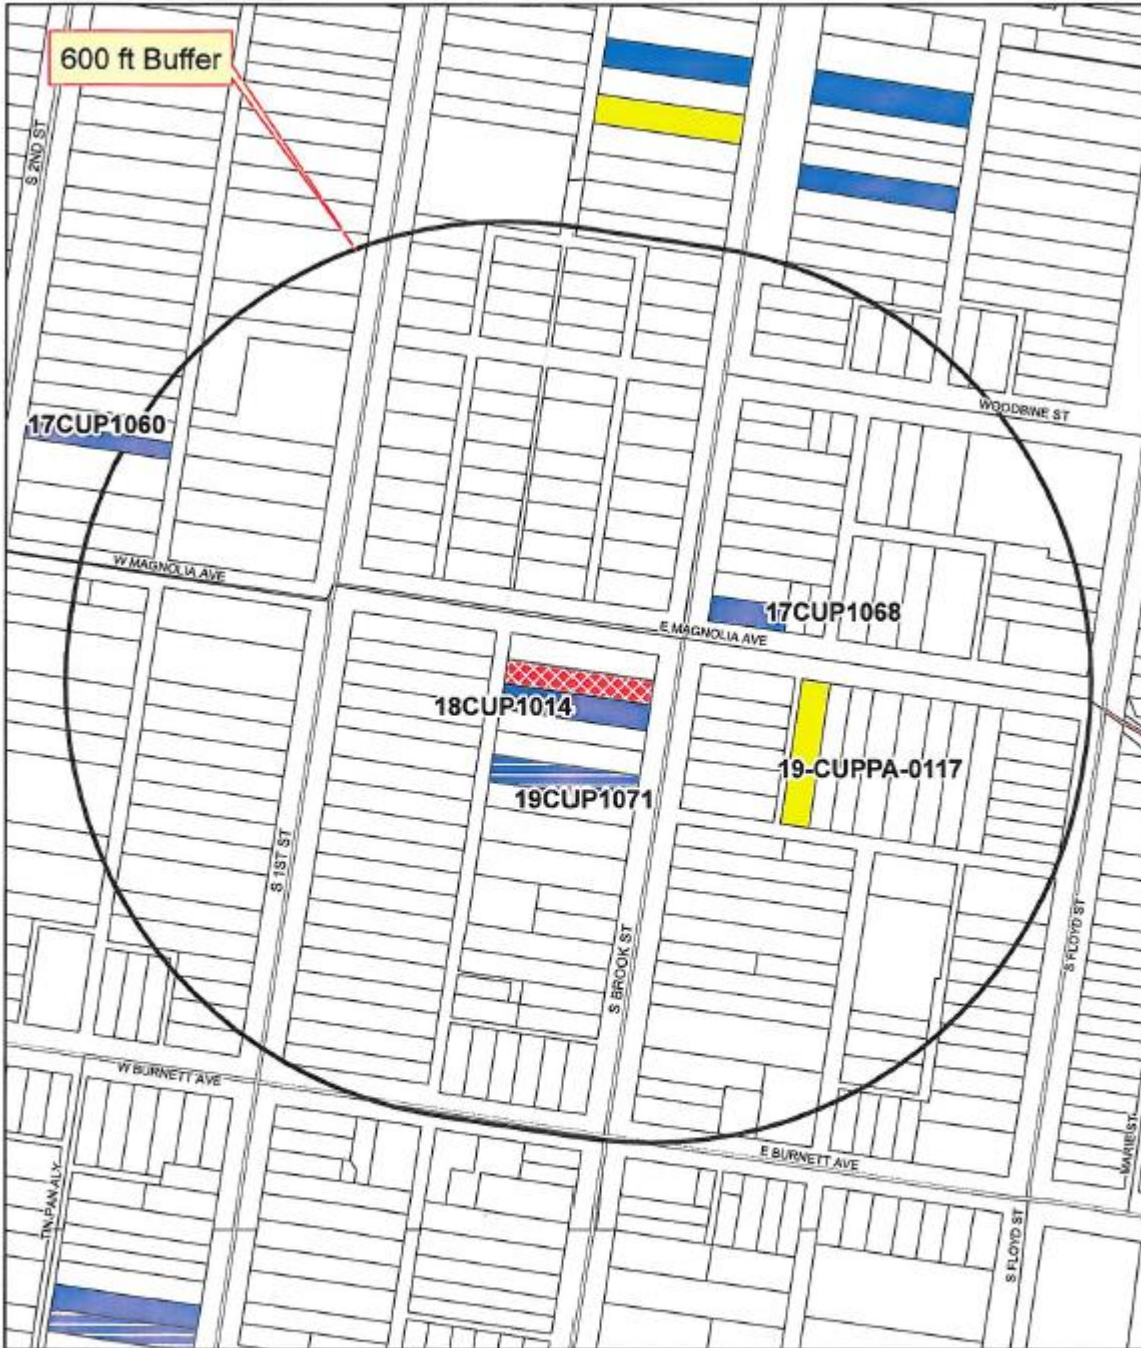 600 ft Buffer
S 2ND ST
WOODBINE ST
17CUP1060
W MAGNOLIA AVE
17CUP1068
E MAGNOLIA AVE
18CUP1014
19-CUPPA-0117
19CUP1071
S 1ST ST
S BROOK ST
S FLOYD ST
W BURNETT AVE
E BURNETT AVE
MARIE ST
TIN PAN ALY
S FLOYD ST